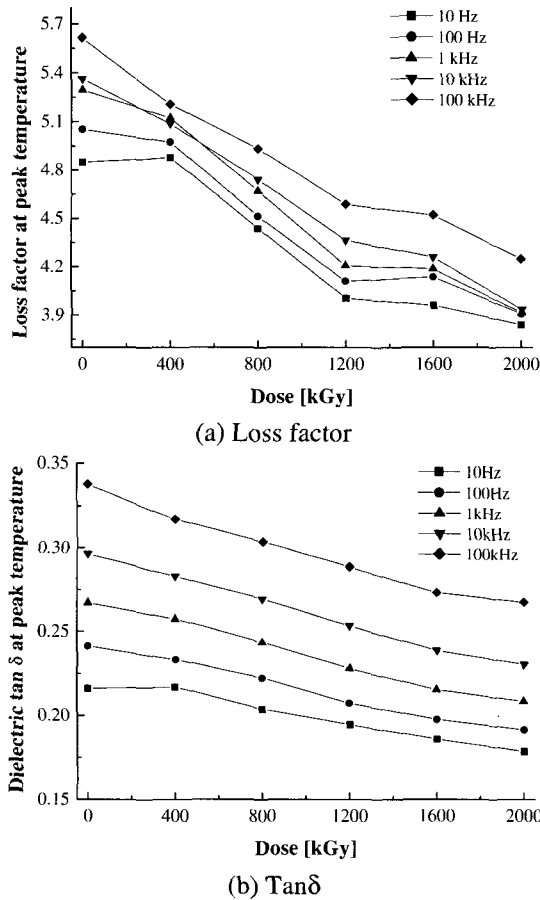 5.7
5.4
5.1
4.8
4.5
4.2
3.9
Loss factor at peak temperature
10 Hz
100 Hz
1 kHz
10 kHz
100 kHz
0 400 800 1200 1600 2000
Dose [kGy]
(a) Loss factor
0.35
0.30
0.25
0.20
0.15
Dielectric tan δ at peak temperature
10Hz
100Hz
1kHz
10kHz
100kHz
0 400 800 1200 1600 2000
Dose [kGy]
(b) Tanδ